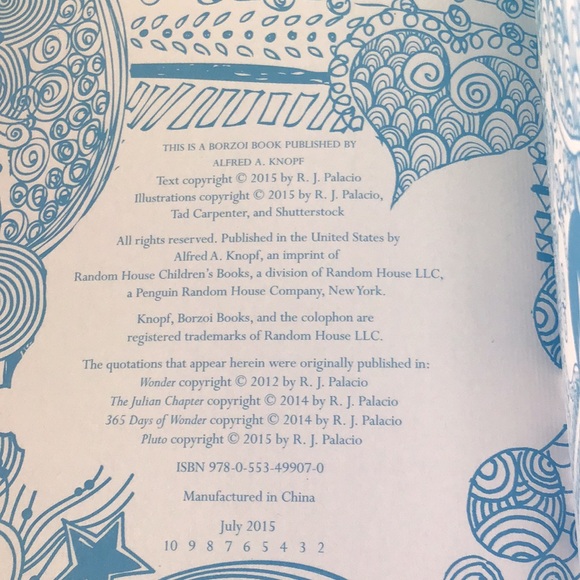 THIS IS A BORZOI BOOK PUBLISHED BY
ALFRED A. KNOPF
Text copyright © 2015 by R. J. Palacio
Illustrations copyright © 2015 by R. J. Palacio,
Tad Carpenter, and Shutterstock
All rights reserved. Published in the United States by
Alfred A. Knopf, an imprint of
Random House Children's Books, a division of Random House LLC,
a Penguin Random House Company, New York.
Knopf, Borzoi Books, and the colophon are
registered trademarks of Random House LLC.
The quotations that appear herein were originally published in:
Wonder copyright © 2012 by R. J. Palacio
The Julian Chapter copyright © 2014 by R. J. Palacio
365 Days of Wonder copyright © 2014 by R. J. Palacio
Pluto copyright © 2015 by R. J. Palacio
ISBN 978-0-553-49907-0
Manufactured in China
July 2015
10 9 8 7 6 5 4 3 2